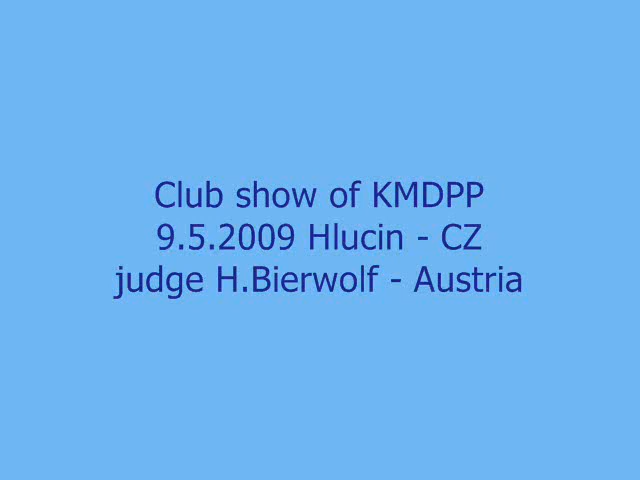 Club show of KMDPP
9.5.2009 Hlucin - CZ
judge H.Bierwolf - Austria